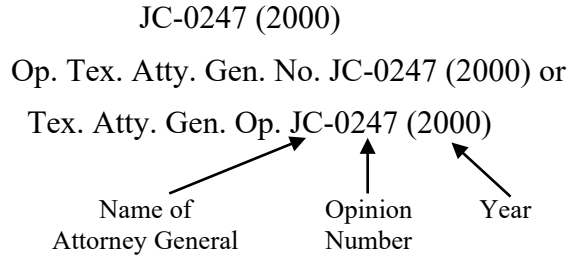 JC-0247 (2000)
Op. Tex. Atty. Gen. No. JC-0247 (2000) or
Tex. Atty. Gen. Op. JC-0247 (2000)
Name of Attorney General
Opinion Number
Year